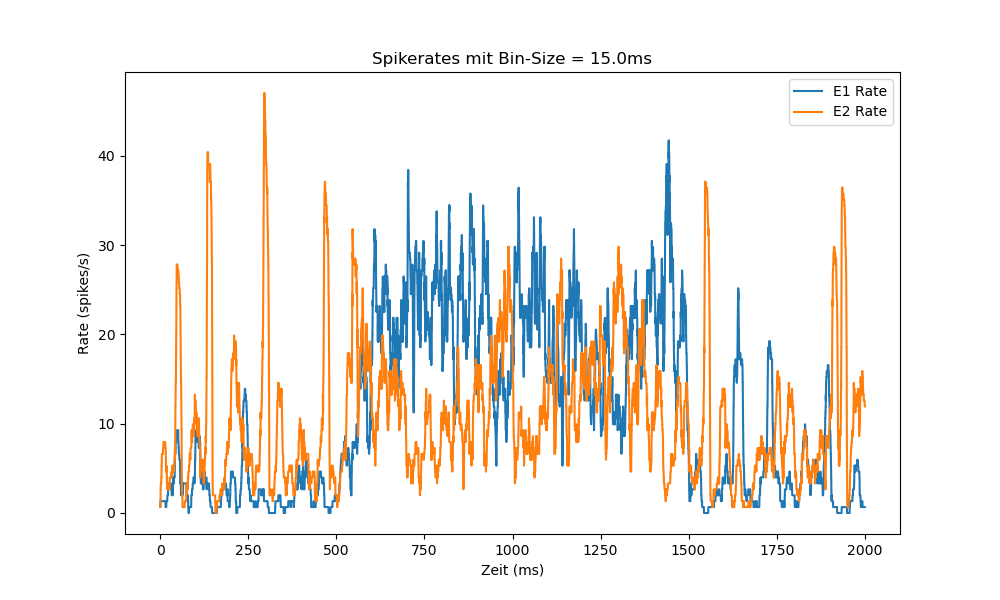 Spikerates mit Bin-Size = 15.0ms
E1 Rate
E2 Rate
Rate (spikes/s)
40
30
20
10
0
0 250 500 750 1000 1250 1500 1750 2000
Zeit (ms)